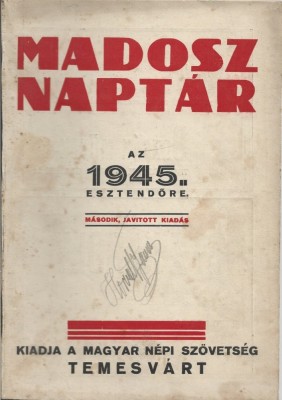 MADOSZ
NAPTÁR
AZ
1945..
ESZTENDŐRE.
MÁSODIK, JAVITOTT KIADÁS
KIADJA A MAGYAR NÉPI SZÖVETSÉG
TEMESVÁRT